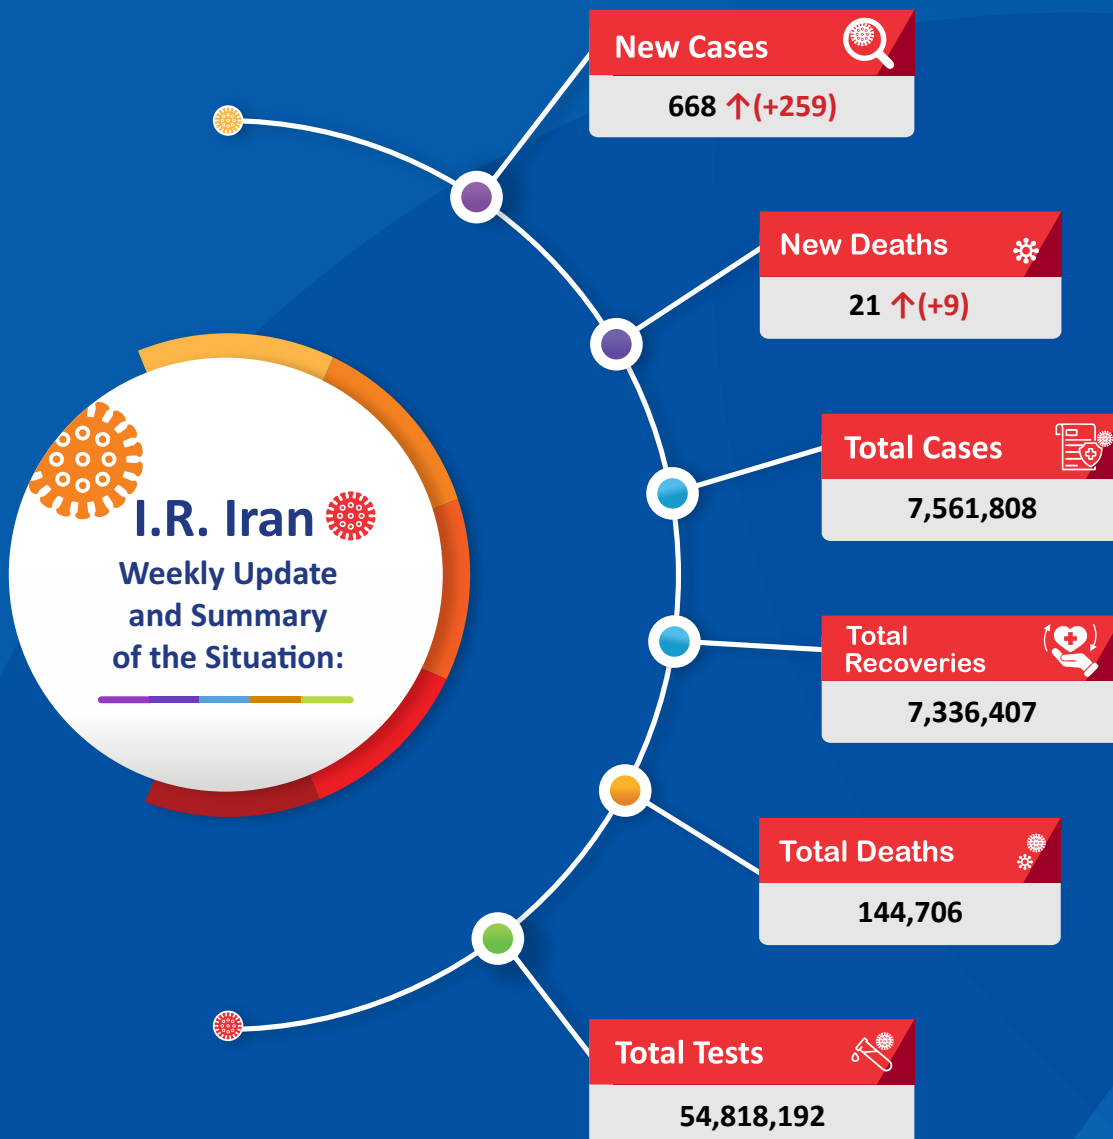 New Cases
668 ↑(+259)
New Deaths
21 ↑(+9)
I.R. Iran
Weekly Update
and Summary
of the Situation:
Total Cases
7,561,808
Total
Recoveries
7,336,407
Total Deaths
144,706
Total Tests
54,818,192